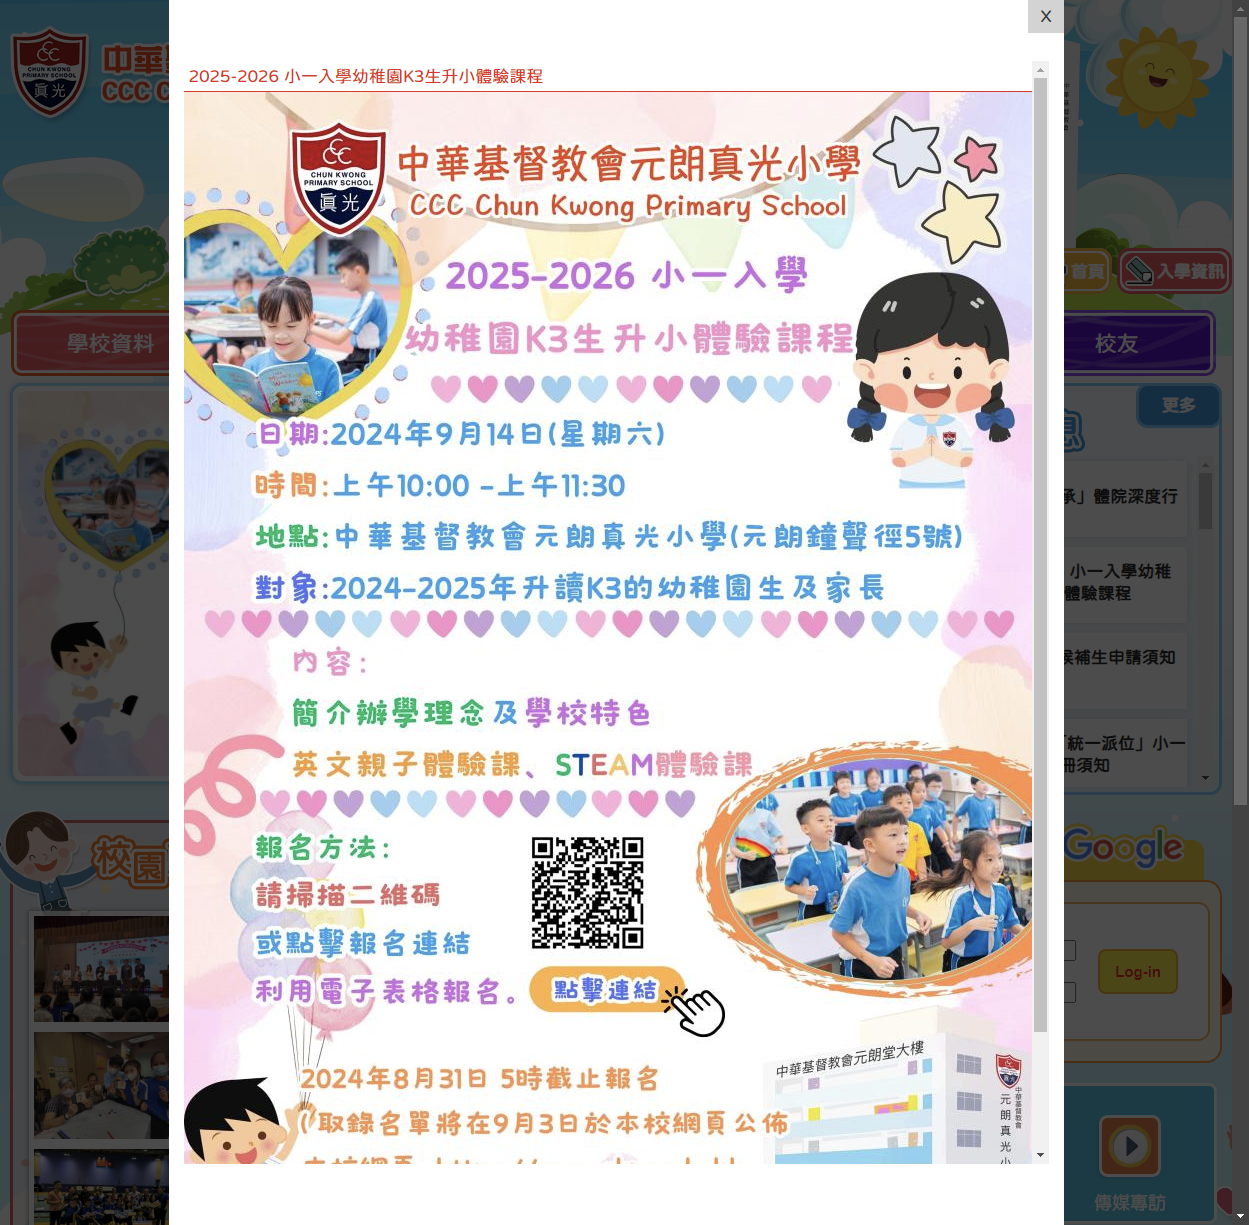 X
2025-2026 小一入學幼稚園K3生升小體驗課程
CCC
CHUN KWONG
PRIMARY SCHOOL
眞光
中華基督教會元朗真光小學
CCC Chun Kwong Primary School
2025-2026 小一入學
幼稚園K3生升小體驗課程
日期:2024年9月14日(星期六)
時間:上午10:00 -上午11:30
地點:中華基督教會元朗真光小學(元朗鐘聲徑5號)
對象:2024-2025年升讀K3的幼稚園生及家長
內容:
簡介辦學理念及學校特色
英文親子體驗課、STEAM體驗課
報名方法:
請掃描二維碼
或點擊報名連結
利用電子表格報名。
點擊連結
2024年8月31日 5時截止報名
( 取錄名單將在9月3日於本校網頁公佈
中華基督教會元朗堂大樓
中華基督教會
元朗真光小
CCC
CHUN KWONG
PRIMARY SCHOOL
眞光
中華
CCC C
首頁
入學資訊
學校資料
校友
更多
息
承」體院深度行
小一入學幼稚
體驗課程
候補生申請須知
「統一派位」小一
冊須知
校園
Google
Log-in
傳媒專訪